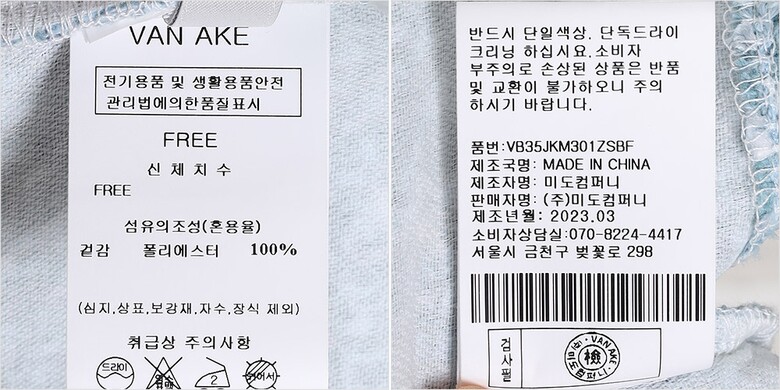 VAN AKE
전기용품 및 생활용품안전
관리법에의한품질표시
FREE
신 체 치 수
FREE
섬유의조성(혼용율)
겉감 폴리에스터 100%
(심지,상표,보강재,자수,장식 제외)
취급상 주의사항
드라이
2
반드시 단일색상, 단독드라이
크리닝 하십시요.소비자
부주의로 손상된 상품은 반품
및 교환이 불가하오니 주의
하시기 바랍니다.
품번:VB35JKM301ZSBF
제조국명: MADE IN CHINA
제조자명: 미도컴퍼니
판매자명: (주)미도컴퍼니
제조년월: 2023.03
소비자상담실:070-8224-4417
서울시 금천구 벚꽃로 298
검사필
VAN AKE
檢
(주)미도컴퍼니